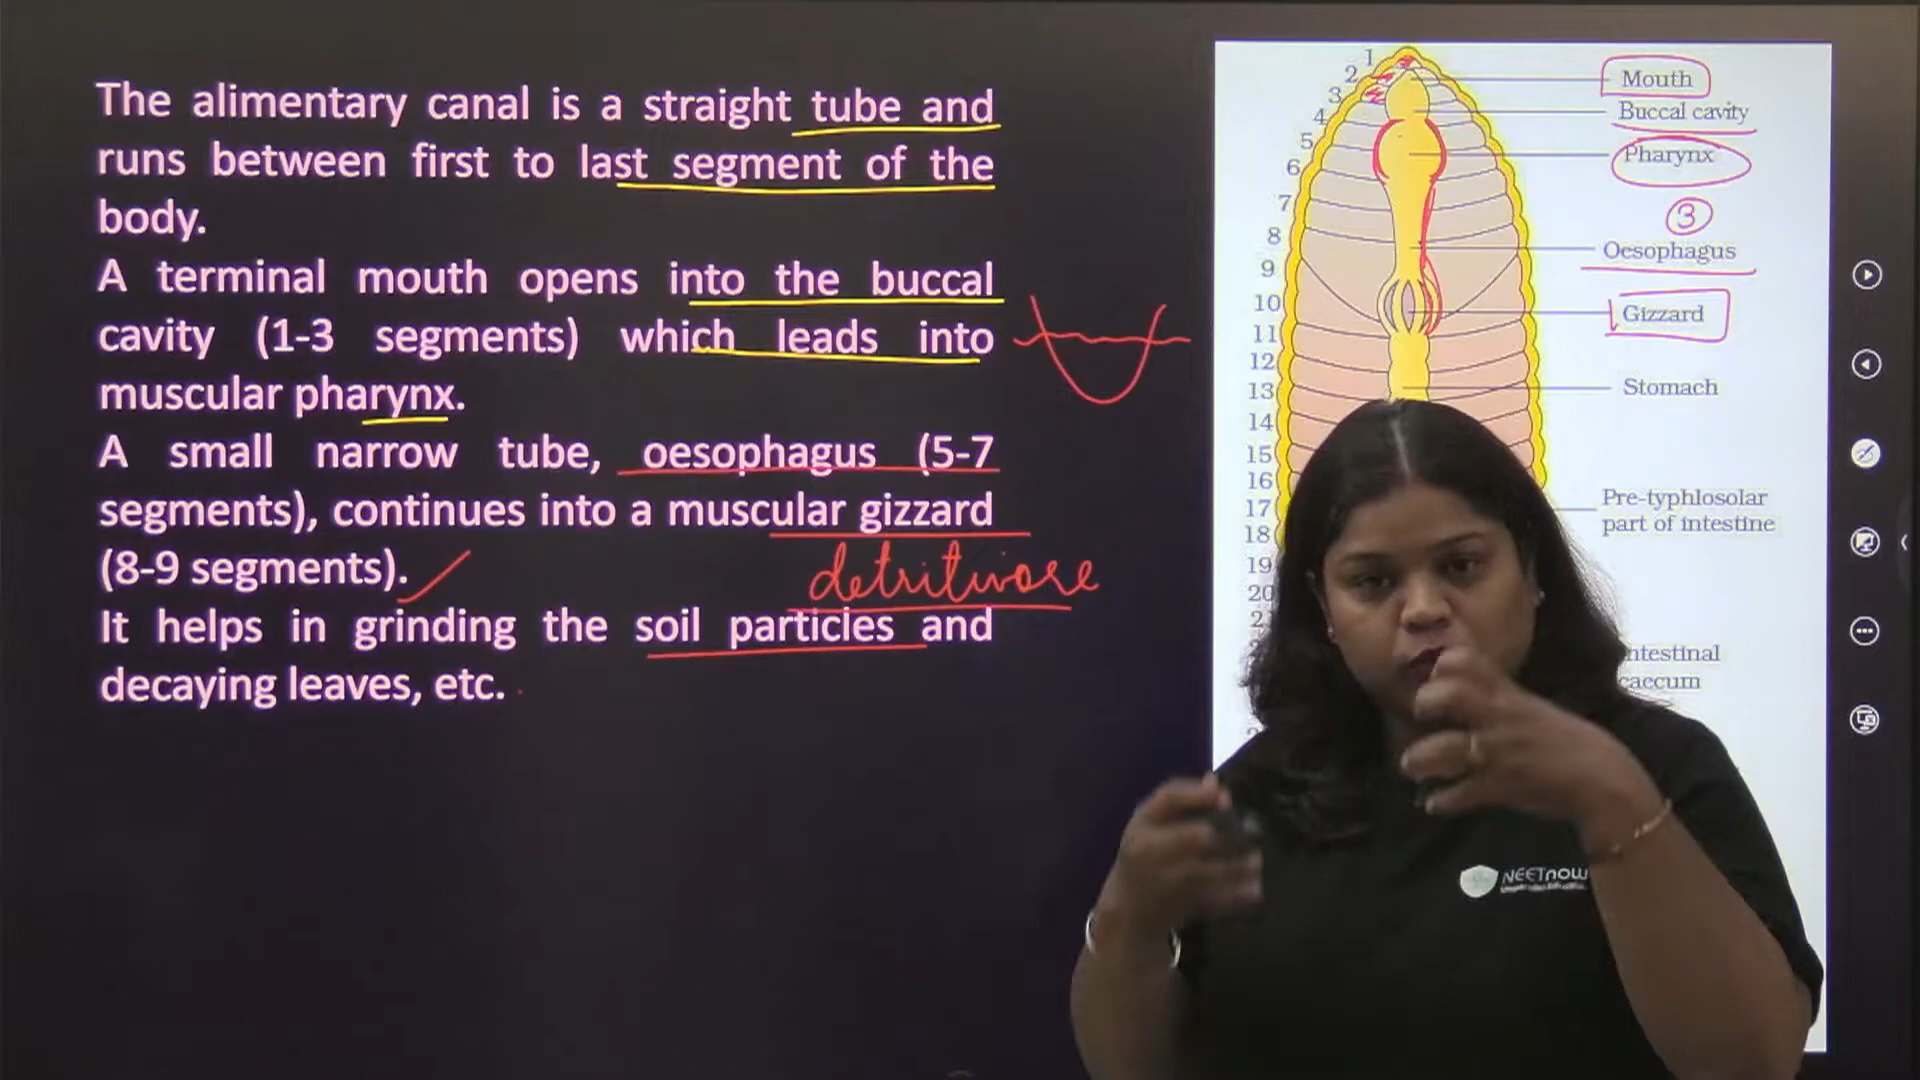 The alimentary canal is a straight tube and
runs between first to last segment of the
body.
A terminal mouth opens into the buccal
cavity (1-3 segments) which leads into
muscular pharynx.
A small narrow tube, oesophagus (5-7
segments), continues into a muscular gizzard
(8-9 segments).
detritivore
It helps in grinding the soil particles and
decaying leaves, etc.
1
2
3
4
5
6
7
8
9
10
11
12
13
14
15
16
17
18
19
20
Mouth
Buccal cavity
Pharynx
3
Oesophagus
Gizzard
Stomach
Pre-typhlosolar
part of intestine
ntestinal
caecum
NEETnow